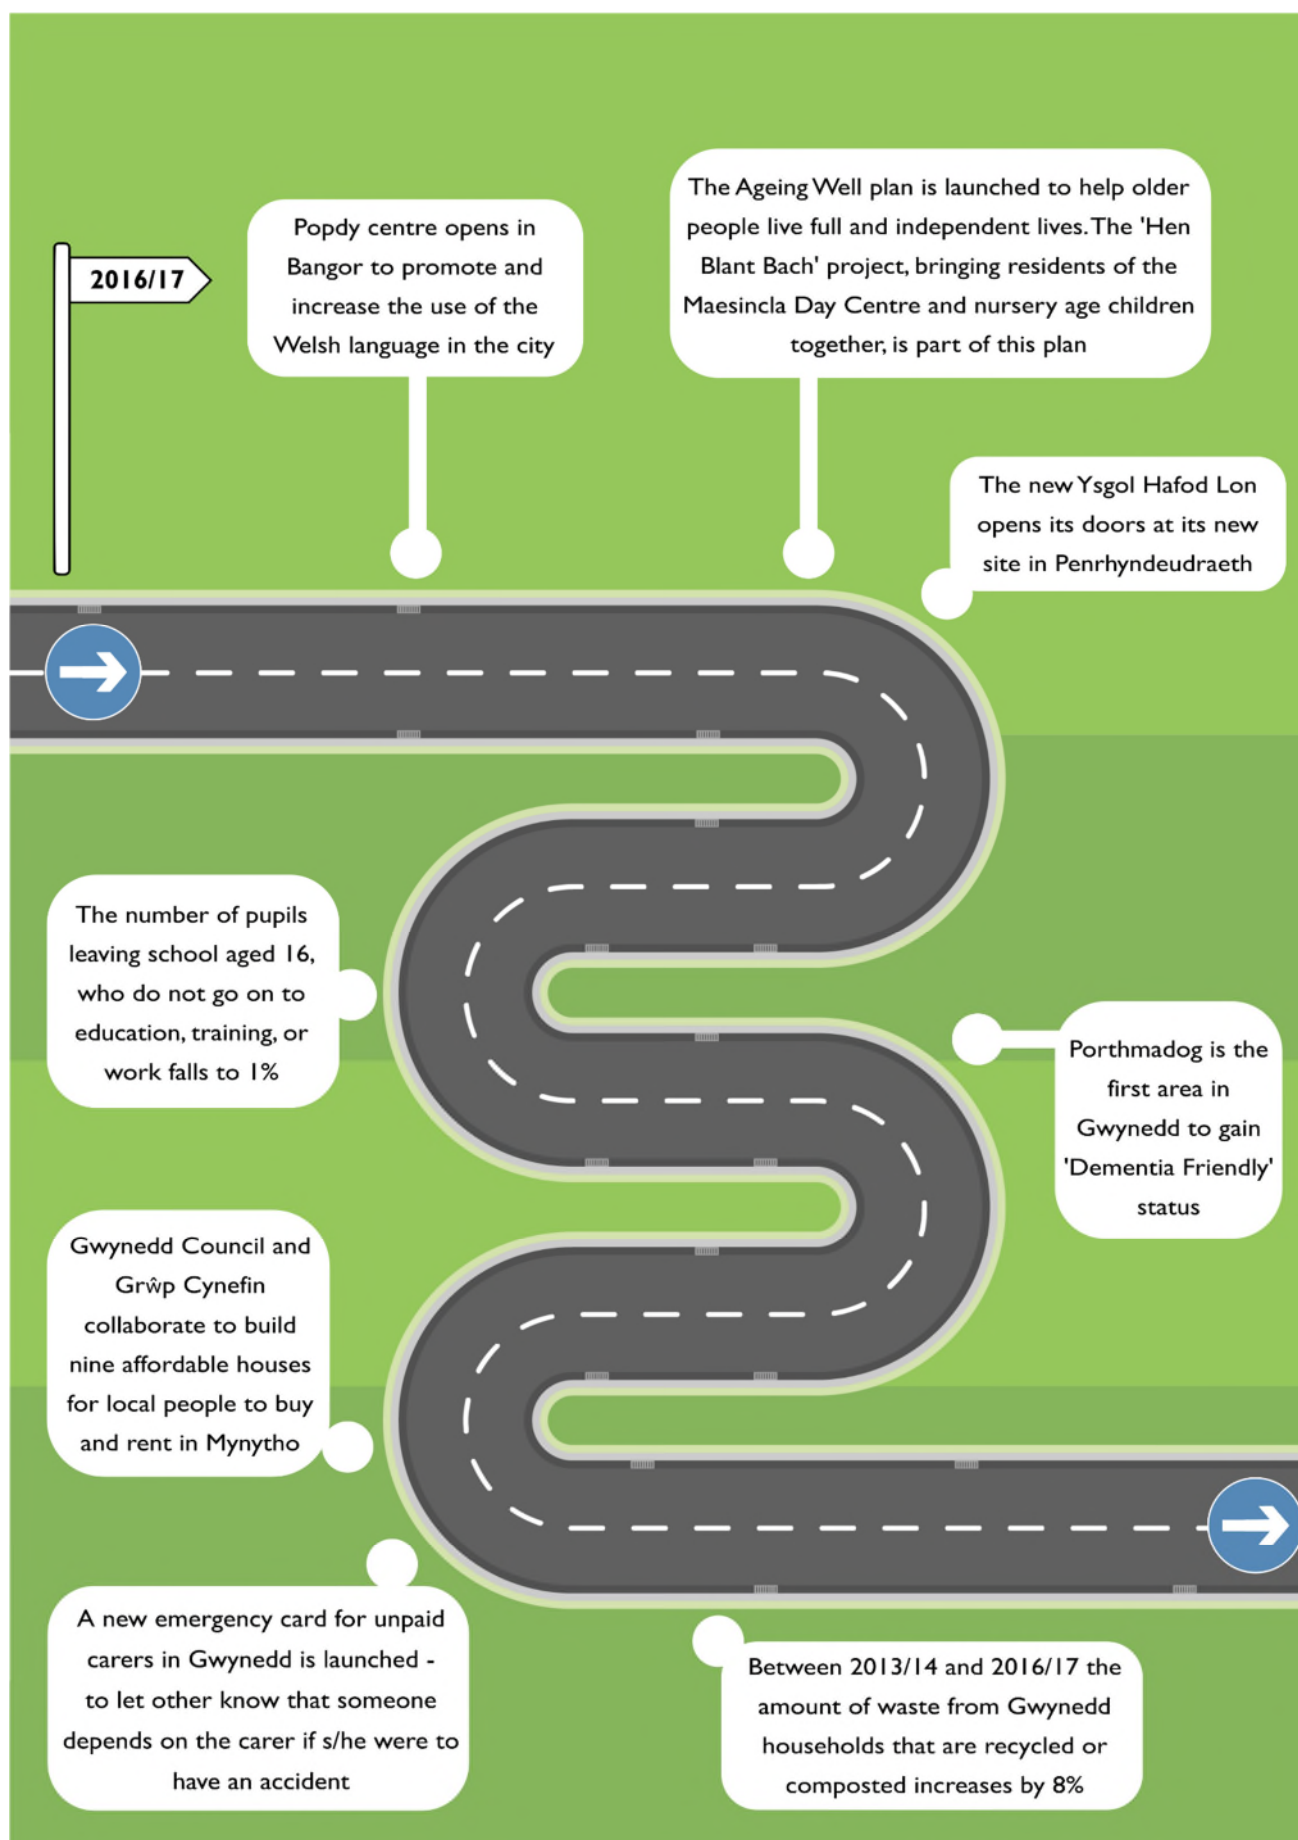 2016/17
Popdy centre opens in
Bangor to promote and
increase the use of the
Welsh language in the city
The Ageing Well plan is launched to help older
people live full and independent lives. The 'Hen
Blant Bach' project, bringing residents of the
Maesincla Day Centre and nursery age children
together, is part of this plan
The new Ysgol Hafod Lon
opens its doors at its new
site in Penrhyndeudraeth
The number of pupils
leaving school aged 16,
who do not go on to
education, training, or
work falls to 1%
Porthmadog is the
first area in
Gwynedd to gain
'Dementia Friendly'
status
Gwynedd Council and
Grŵp Cynefin
collaborate to build
nine affordable houses
for local people to buy
and rent in Mynytho
A new emergency card for unpaid
carers in Gwynedd is launched -
to let other know that someone
depends on the carer if s/he were to
have an accident
Between 2013/14 and 2016/17 the
amount of waste from Gwynedd
households that are recycled or
composted increases by 8%